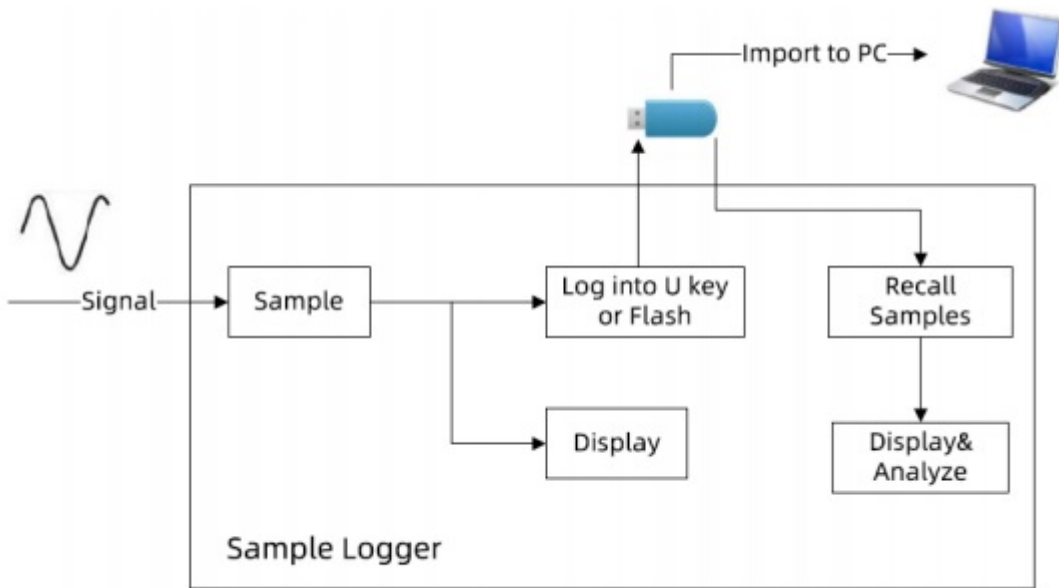 Import to PC
Signal
Sample
Log into U key
or Flash
Recall
Samples
Display
Display&
Analyze
Sample Logger